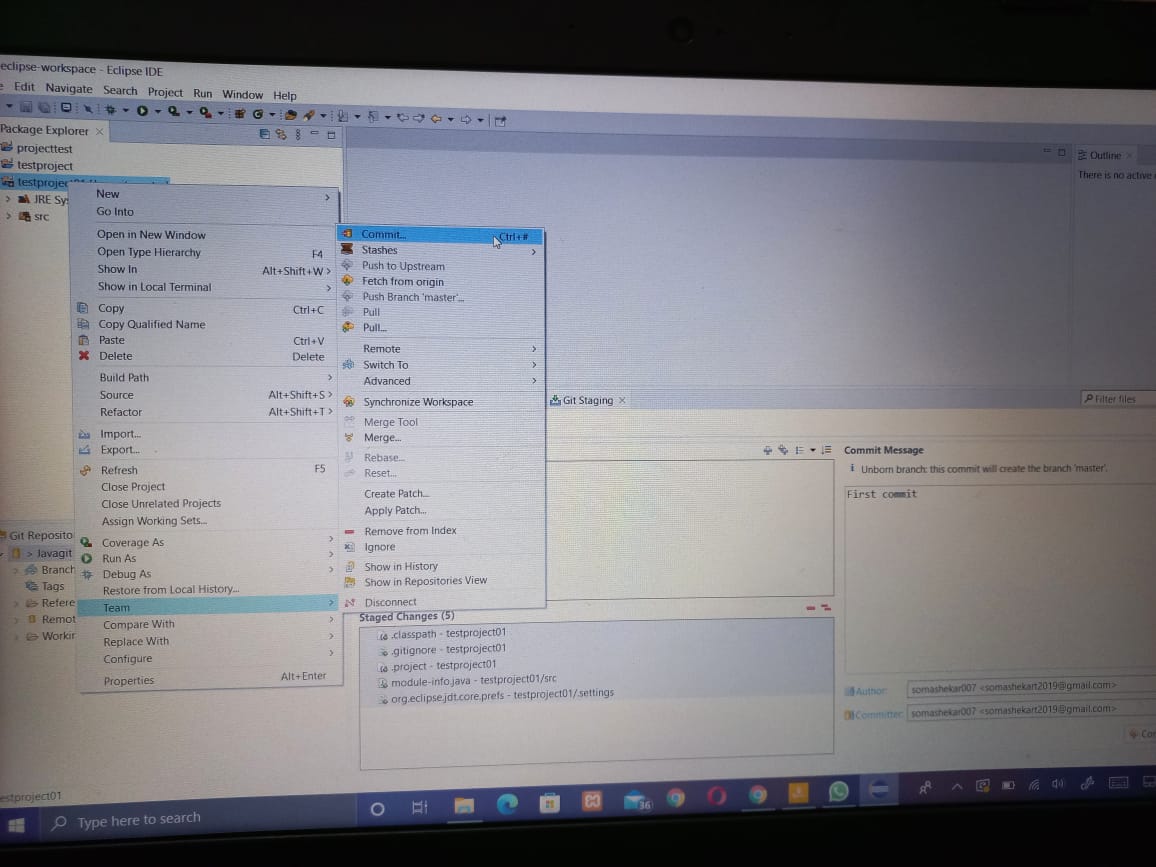 eclipse-workspace - Eclipse IDE
Edit Navigate Search Project Run Window Help
Package Explorer
projecttest
testproject
JRE
src
New
Go Into
Open in New Window
Open Type Hierarchy F4
Show In Alt+Shift+W >
Show in Local Terminal
Copy Ctrl+C
Copy Qualified Name
Paste Ctrl+V
Delete Delete
Build Path
Source Alt+Shift+S >
Refactor Alt+Shift+T >
Import...
Export...
Refresh F5
Close Project
Close Unrelated Projects
Assign Working Sets...
Coverage As
Run As
Debug As
Restore from Local History...
Team
Compare With
Replace With
Configure
Properties Alt+Enter
Commit... Ctrl+#
Stashes
Push to Upstream
Fetch from origin
Push Branch 'master'...
Pull
Pull...
Remote
Switch To
Advanced
Synchronize Workspace
Merge Tool
Merge...
Rebase...
Reset...
Create Patch...
Apply Patch...
Remove from Index
Ignore
Show in History
Show in Repositories View
Disconnect
Outline
There is no active
Git Staging
Filter files
Commit Message
Unborn branch: this commit will create the branch 'master'.
First commit
Staged Changes (5)
.classpath - testproject01
.gitignore - testproject01
.project - testproject01
module-info.java - testproject01/src
org.eclipse.jdt.core.prefs - testproject01/.settings
Author: somashekar007 <somashekart2019@gmail.com>
Committer: somashekar007 <somashekart2019@gmail.com>
Git Reposito
> Javagit
Branch
Tags
Refere
Remot
Workin
estproject01
Type here to search
36